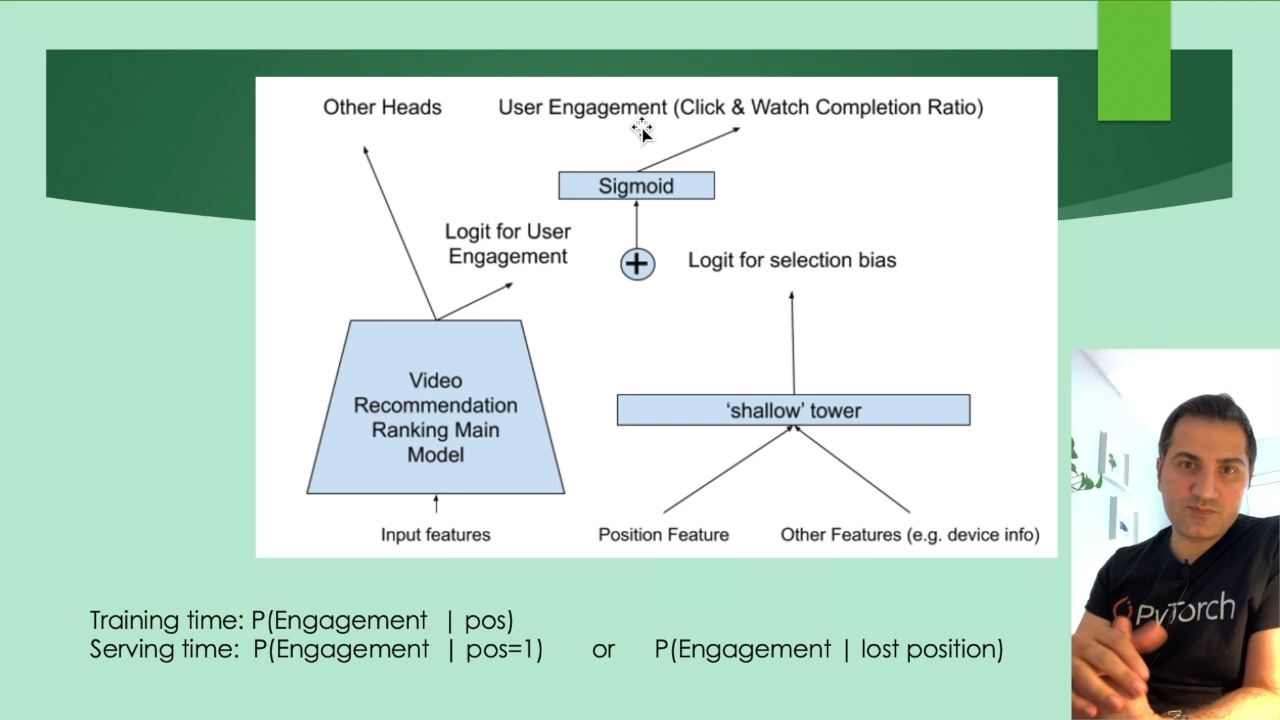 Other Heads
User Engagement (Click & Watch Completion Ratio)
Sigmoid
Logit for User
Engagement
+
Logit for selection bias
Video
Recommendation
Ranking Main
Model
'shallow' tower
Input features
Position Feature
Other Features (e.g. device info)
PyTorch
Training time: P(Engagement | pos)
Serving time: P(Engagement | pos=1) or P(Engagement | lost position)